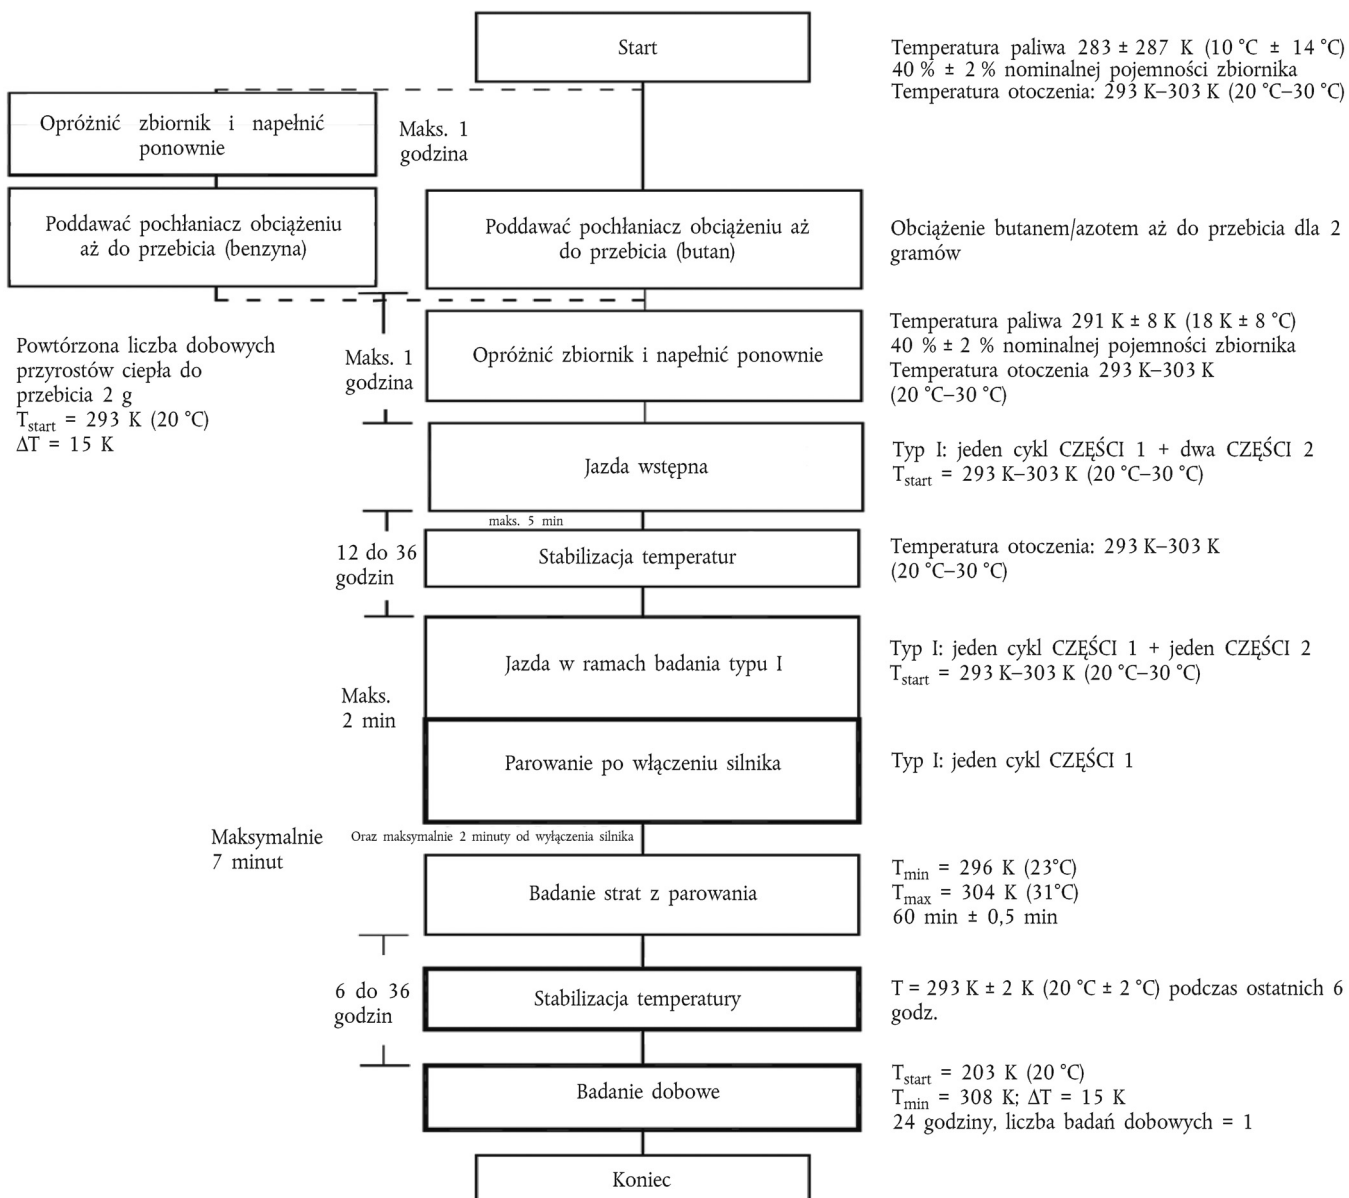 Start
Temperatura paliwa 283 ± 287 K (10 °C ± 14 °C)
40 % ± 2 % nominalnej pojemności zbiornika
Temperatura otoczenia: 293 K–303 K (20 °C–30 °C)
Opróżnić zbiornik i napełnić
ponownie
Maks. 1
godzina
Poddawać pochłaniacz obciążeniu
aż do przebicia (benzyna)
Poddawać pochłaniacz obciążeniu aż
do przebicia (butan)
Obciążenie butanem/azotem aż do przebicia dla 2
gramów
Powtórzona liczba dobowych
przyrostów ciepła do
przebicia 2 g
Tstart = 293 K (20 °C)
ΔT = 15 K
Maks. 1
godzina
Opróżnić zbiornik i napełnić ponownie
Temperatura paliwa 291 K ± 8 K (18 K ± 8 °C)
40 % ± 2 % nominalnej pojemności zbiornika
Temperatura otoczenia 293 K–303 K
(20 °C–30 °C)
Jazda wstępna
Typ I: jeden cykl CZĘŚCI 1 + dwa CZĘŚCI 2
Tstart = 293 K–303 K (20 °C–30 °C)
maks. 5 min
12 do 36
godzin
Stabilizacja temperatur
Temperatura otoczenia: 293 K–303 K
(20 °C–30 °C)
Jazda w ramach badania typu I
Typ I: jeden cykl CZĘŚCI 1 + jeden CZĘŚCI 2
Tstart = 293 K–303 K (20 °C–30 °C)
Maks.
2 min
Parowanie po włączeniu silnika
Typ I: jeden cykl CZĘŚCI 1
Maksymalnie
7 minut
Oraz maksymalnie 2 minuty od wyłączenia silnika
Badanie strat z parowania
Tmin = 296 K (23°C)
Tmax = 304 K (31°C)
60 min ± 0,5 min
6 do 36
godzin
Stabilizacja temperatury
T = 293 K ± 2 K (20 °C ± 2 °C) podczas ostatnich 6
godz.
Badanie dobowe
Tstart = 203 K (20 °C)
Tmin = 308 K; ΔT = 15 K
24 godziny, liczba badań dobowych = 1
Koniec